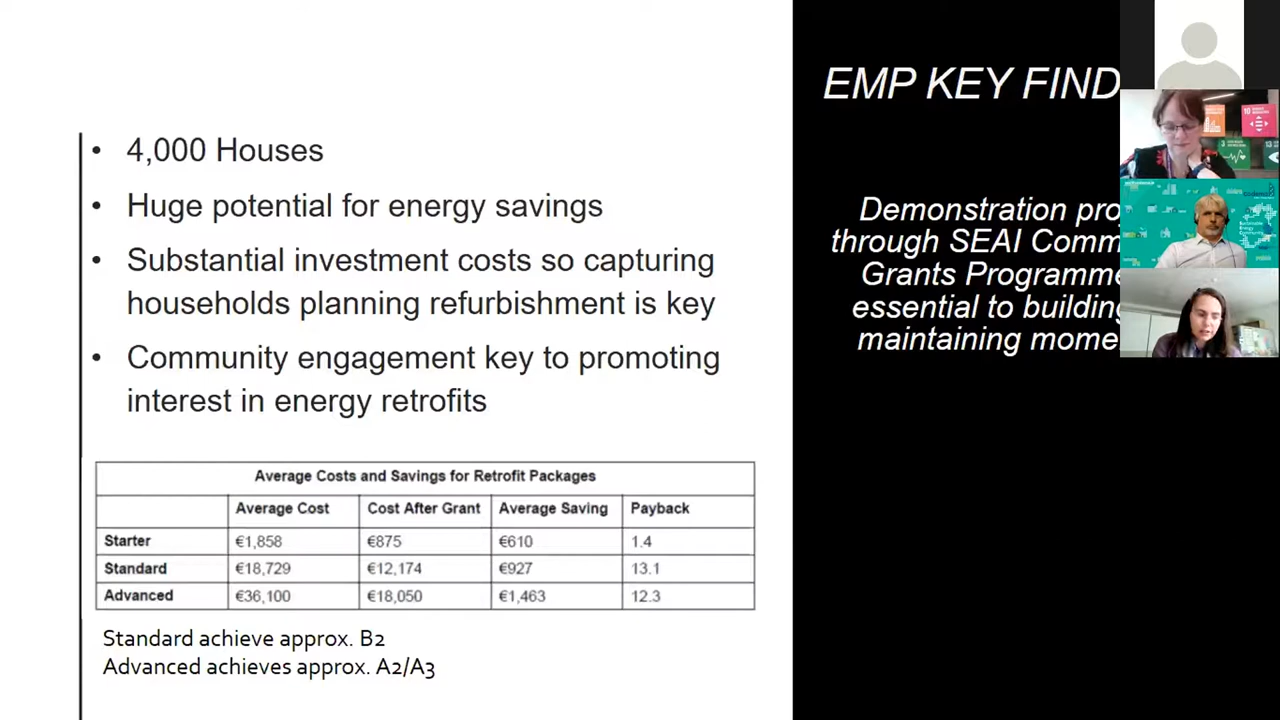 4,000 Houses
Huge potential for energy savings
Substantial investment costs so capturing
households planning refurbishment is key
Community engagement key to promoting
interest in energy retrofits
Average Costs and Savings for Retrofit Packages
Average Cost Cost After Grant Average Saving Payback
Starter €1,858 €875 €610 1.4
Standard €18,729 €12,174 €927 13.1
Advanced €36,100 €18,050 €1,463 12.3
Standard achieve approx. B2
Advanced achieves approx. A2/A3
EMP KEY FIND
Demonstration pro
through SEAI Comm
Grants Programme
essential to building
maintaining mome